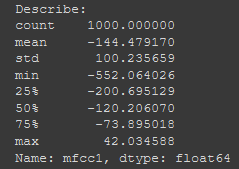 Describe:
count    1000.000000
mean     -144.479170
std       100.235659
min      -552.064026
25%      -200.695129
50%      -120.206070
75%       -73.895018
max        42.034588
Name: mfcc1, dtype: float64